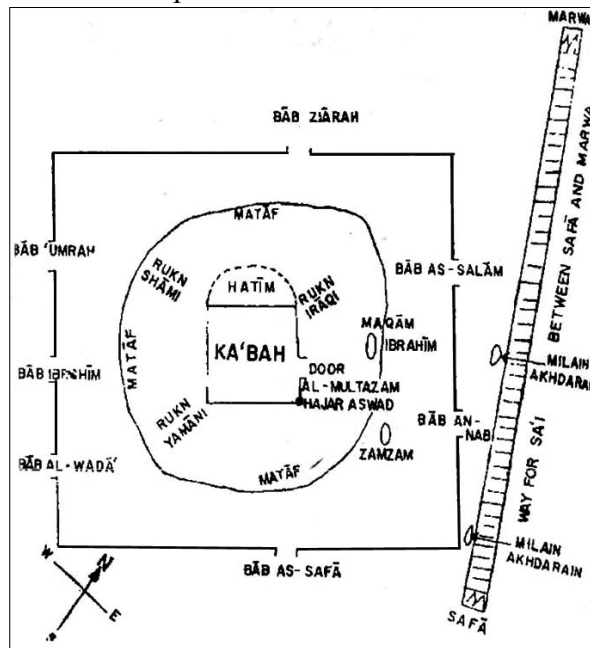 MARWA
BĀB ZIĀRAH
BETWEEN SAFĀ AND MARWA
MATĀF
BĀB 'UMRAH
RUKN
SHĀMI
HATĪM
RUKN
IRĀQI
BĀB AS-SALĀM
MAQĀM
IBRAHĪM
MATĀF
KA'BAH
MILAIN
AKHDARAIN
DOOR
AL-MULTAZAM
HAJAR ASWAD
RUKN
YAMĀNI
BĀB AN-
NABI
ZAMZAM
BĀB AL-WADĀ'
MATĀF
WAY FOR SA'I
MILAIN
AKHDARAIN
BĀB AS-SAFĀ
N
E
SAFĀ